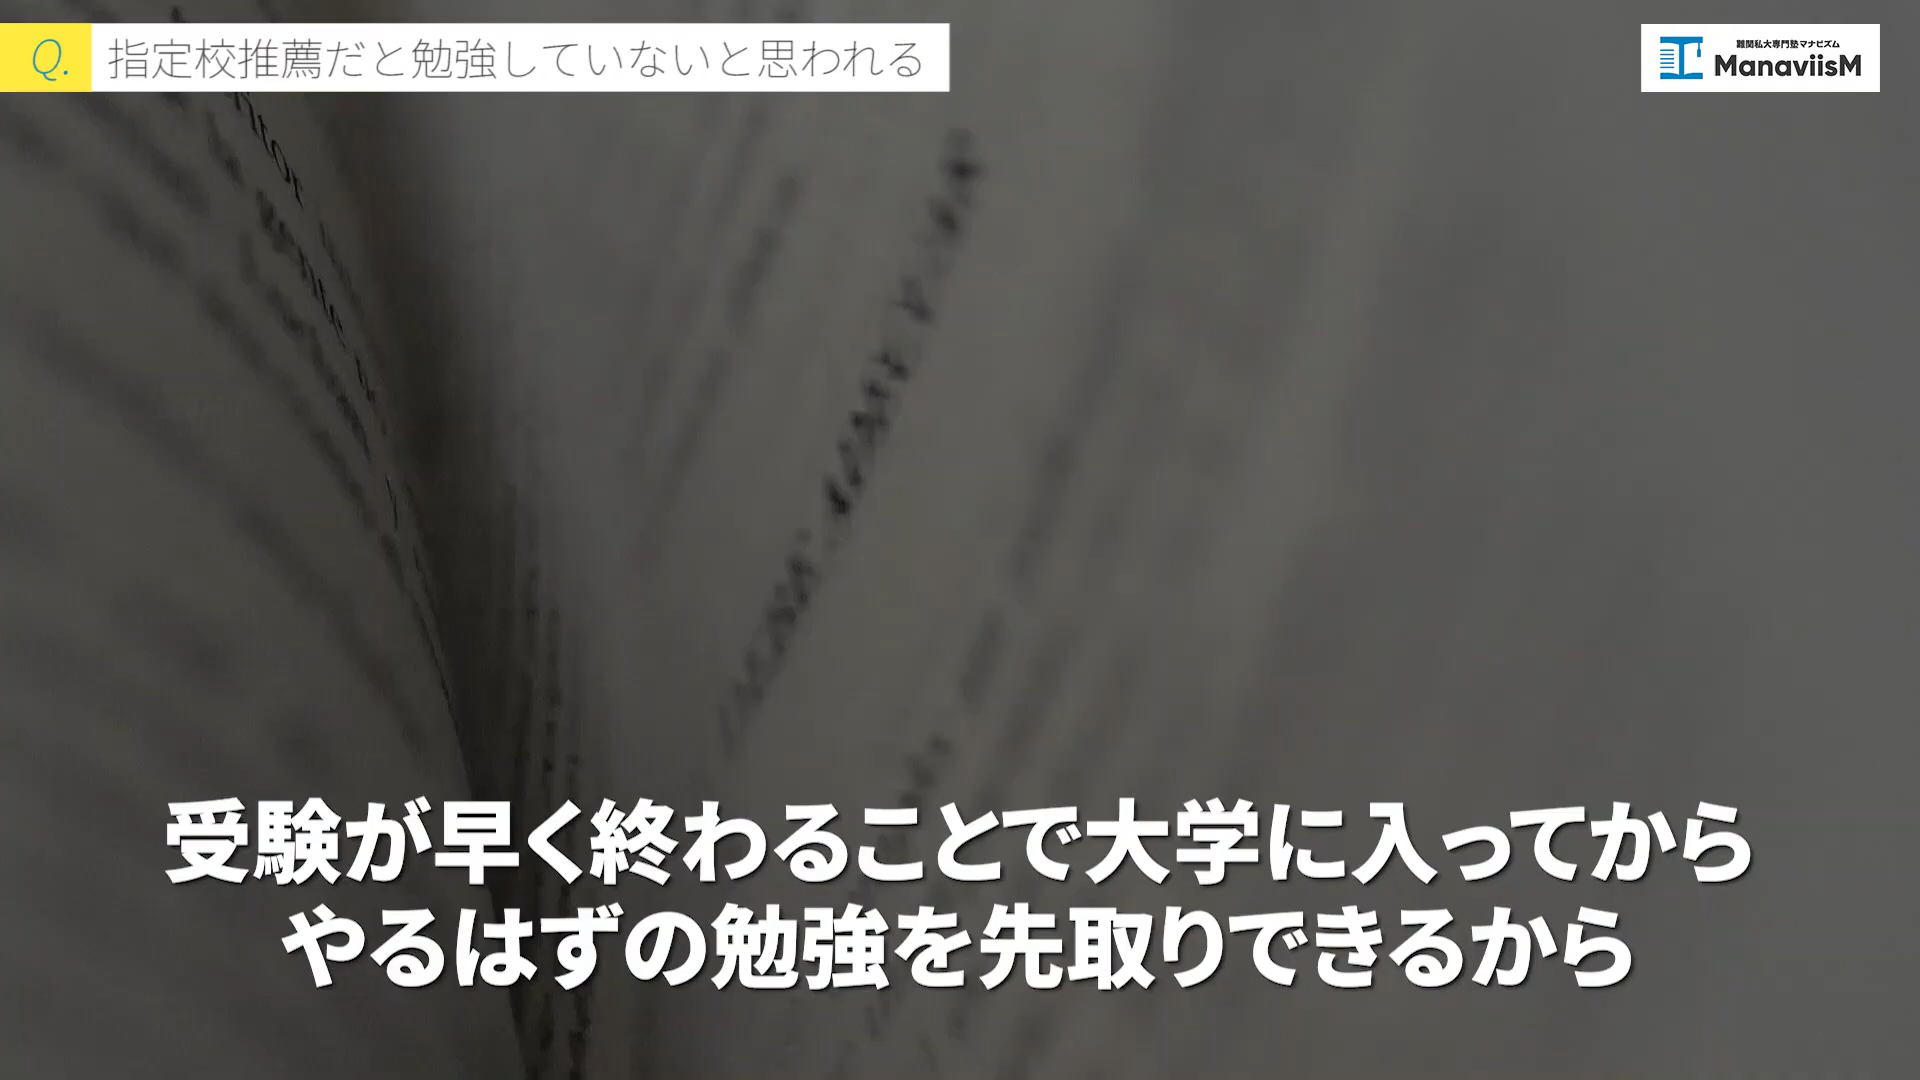 Q. 指定校推薦だと勉強していないと思われる
難関私大専門塾マナビズム
ManaviisM
受験が早く終わることで大学に入ってから
やるはずの勉強を先取りできるから